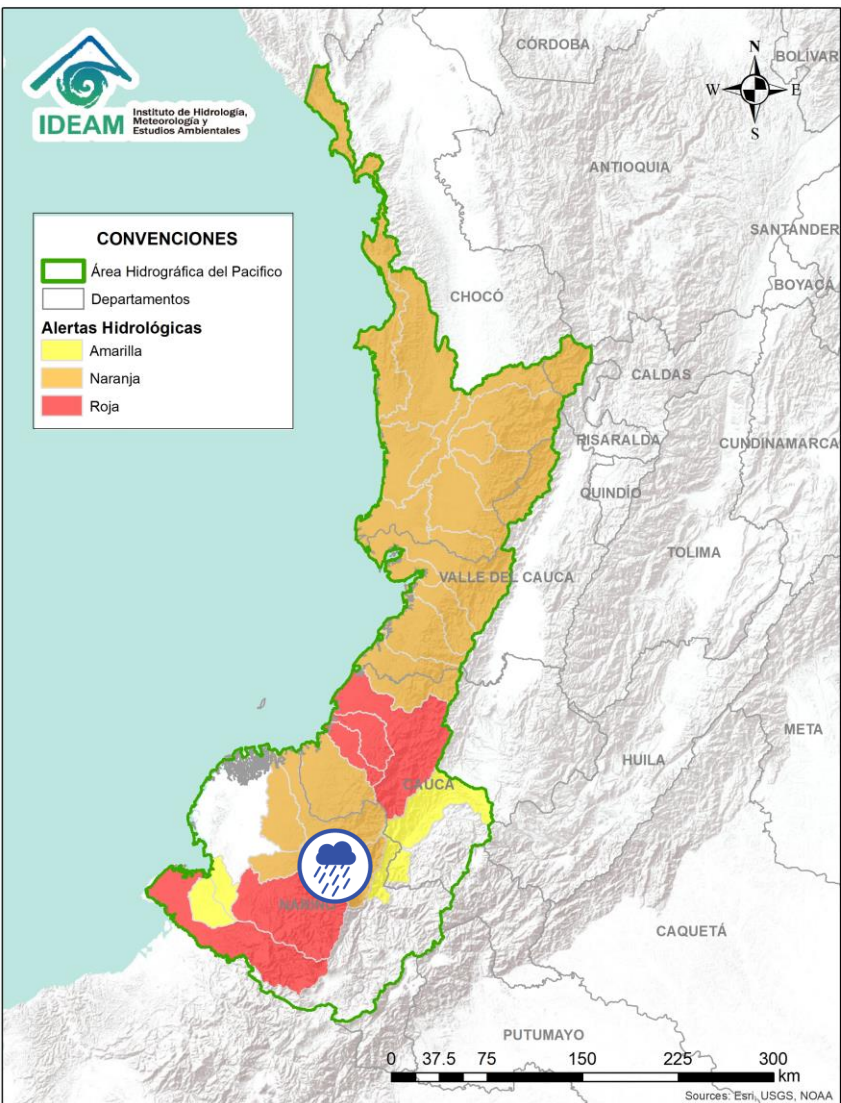 IDEAM
Instituto de Hidrología,
Meteorología y
Estudios Ambientales
N
W
E
S
CONVENCIONES
Área Hidrográfica del Pacifico
Departamentos
Alertas Hidrológicas
Amarilla
Naranja
Roja
CÓRDOBA
BOLÍVAR
ANTIOQUIA
SANTANDER
BOYACÁ
CHOCÓ
CALDAS
RISARALDA
CUNDINAMARCA
QUINDÍO
TOLIMA
VALLE DEL CAUCA
META
HUILA
CAUCA
NARIÑO
CAQUETÁ
PUTUMAYO
0 37.5 75 150 225 300
km
Sources: Esri, USGS, NOAA